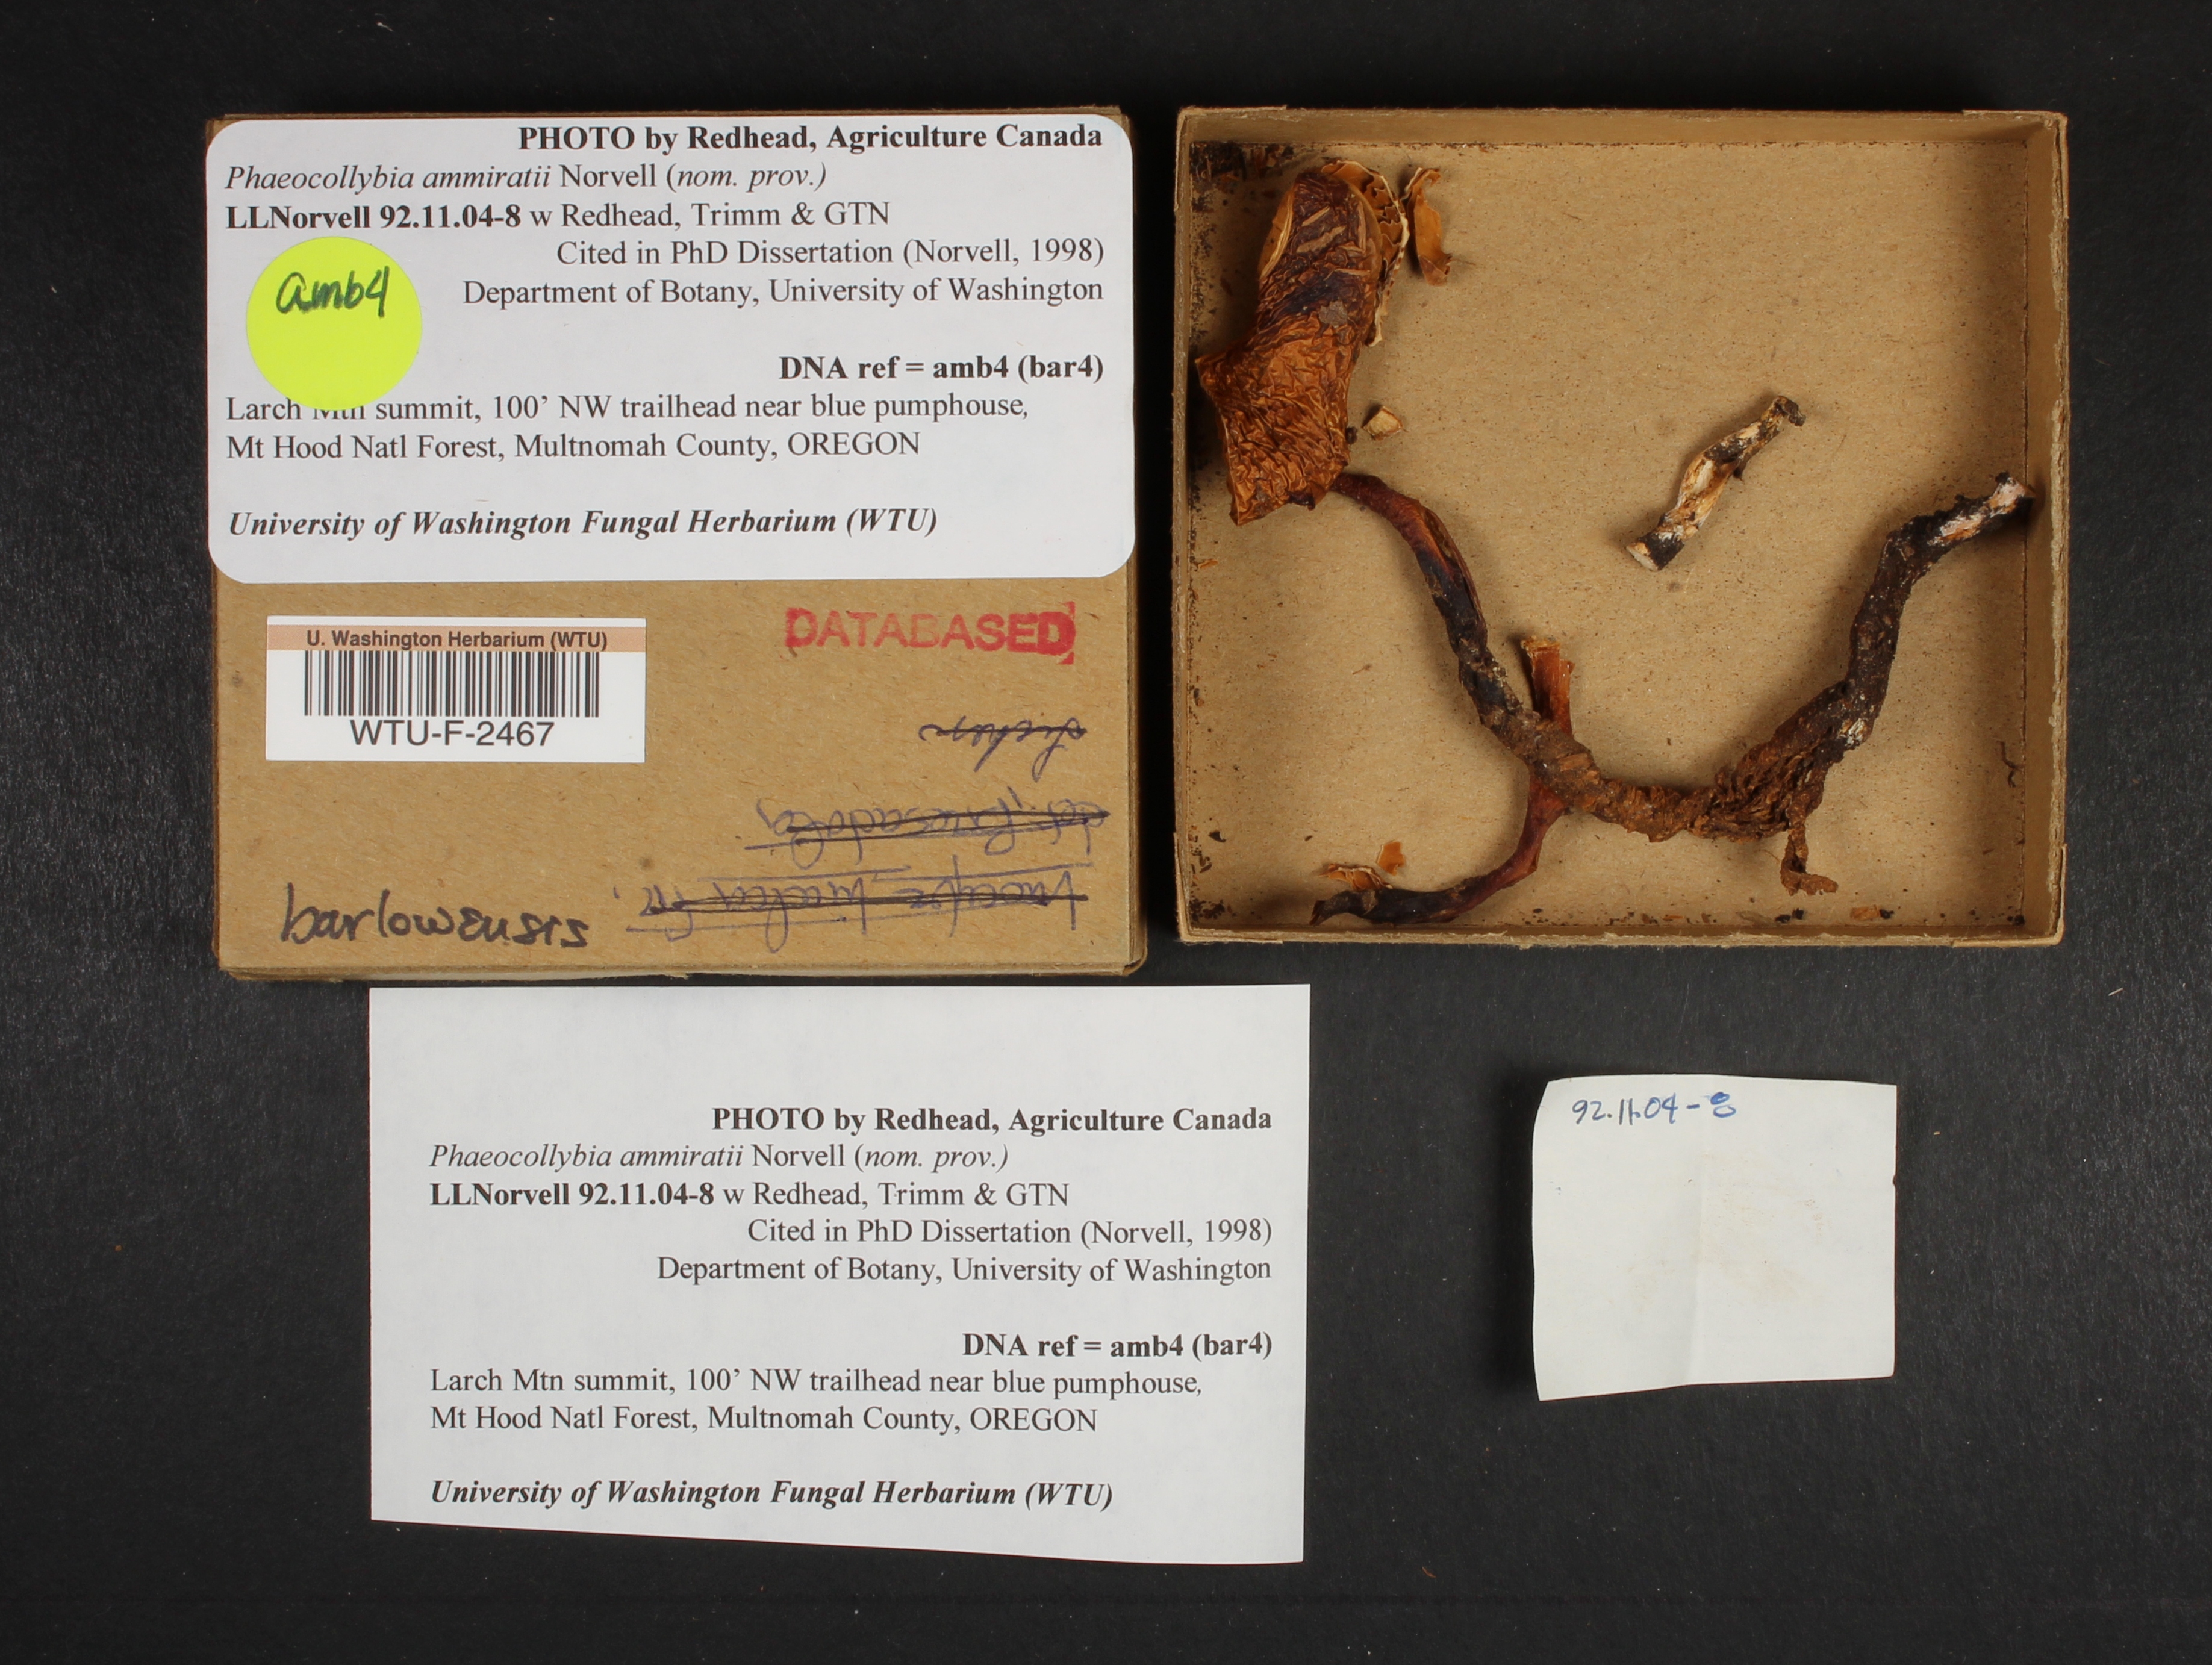 PHOTO by Redhead, Agriculture Canada
Phaeocollybia ammiratii Norvell (nom. prov.)
LLNorvell 92.11.04-8 w Redhead, Trimm & GTN
Cited in PhD Dissertation (Norvell, 1998)
amb4
Department of Botany, University of Washington
DNA ref = amb4 (bar4)
Larch Mtn summit, 100’ NW trailhead near blue pumphouse,
Mt Hood Natl Forest, Multnomah County, OREGON
University of Washington Fungal Herbarium (WTU)
DATABASED
U. Washington Herbarium (WTU)
WTU-F-2467
barlowensis
PHOTO by Redhead, Agriculture Canada
Phaeocollybia ammiratii Norvell (nom. prov.)
LLNorvell 92.11.04-8 w Redhead, Trimm & GTN
Cited in PhD Dissertation (Norvell, 1998)
Department of Botany, University of Washington
DNA ref = amb4 (bar4)
Larch Mtn summit, 100’ NW trailhead near blue pumphouse,
Mt Hood Natl Forest, Multnomah County, OREGON
University of Washington Fungal Herbarium (WTU)
92.11.04-8